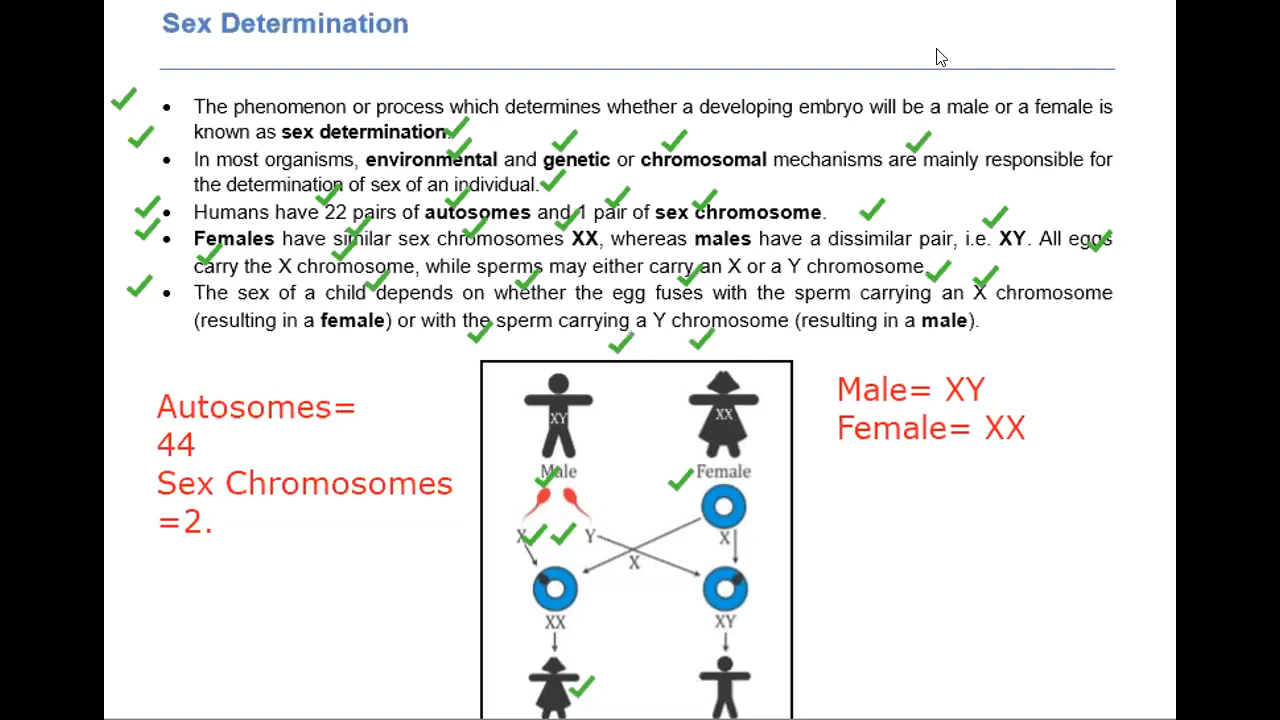 Sex Determination
• The phenomenon or process which determines whether a developing embryo will be a male or a female is
known as sex determination.
• In most organisms, environmental and genetic or chromosomal mechanisms are mainly responsible for
the determination of sex of an individual.
• Humans have 22 pairs of autosomes and 1 pair of sex chromosome.
• Females have similar sex chromosomes XX, whereas males have a dissimilar pair, i.e. XY. All eggs
carry the X chromosome, while sperms may either carry an X or a Y chromosome.
• The sex of a child depends on whether the egg fuses with the sperm carrying an X chromosome
(resulting in a female) or with the sperm carrying a Y chromosome (resulting in a male).
Autosomes=
44
Sex Chromosomes
=2.
XY
XX
Male
Female
X
Y
X
X
XX
XY
Male= XY
Female= XX